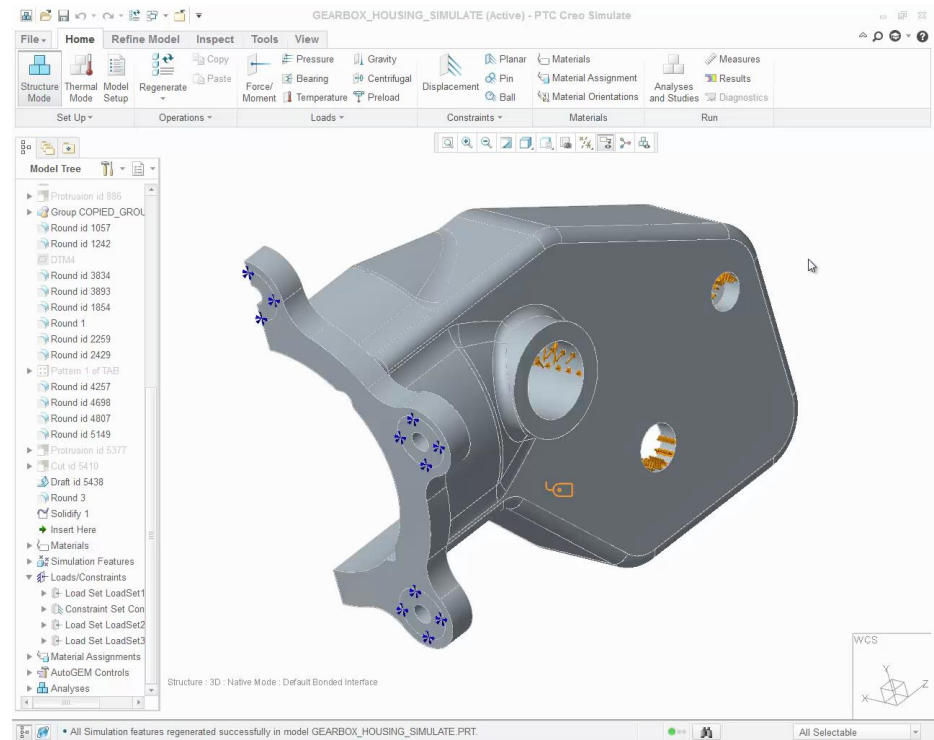 GEARBOX_HOUSING_SIMULATE (Active) - PTC Creo Simulate
File Home Refine Model Inspect Tools View
Structure Mode
Thermal Mode
Model Setup
Set Up
Regenerate
Copy
Paste
Operations
Force/ Moment
Pressure
Bearing
Temperature
Gravity
Centrifugal
Preload
Loads
Displacement
Planar
Pin
Ball
Constraints
Materials
Material Assignment
Material Orientations
Materials
Analyses and Studies
Measures
Results
Diagnostics
Run
Model Tree
Protrusion id 886
Group COPIED_GROU
Round id 1057
Round id 1242
DTM4
Round id 3834
Round id 3893
Round id 1854
Round 1
Round id 2259
Round id 2429
Pattern 1 of TAB
Round id 4257
Round id 4698
Round id 4807
Round id 5149
Protrusion id 5377
Cut id 5410
Draft id 5438
Round 3
Solidify 1
Insert Here
Materials
Simulation Features
Loads/Constraints
Load Set LoadSet1
Constraint Set Con
Load Set LoadSet2
Load Set LoadSet3
Material Assignments
AutoGEM Controls
Analyses
Structure : 3D : Native Mode : Default Bonded Interface
WCS
Y
X
Z
• All Simulation features regenerated successfully in model GEARBOX_HOUSING_SIMULATE.PRT.
All Selectable